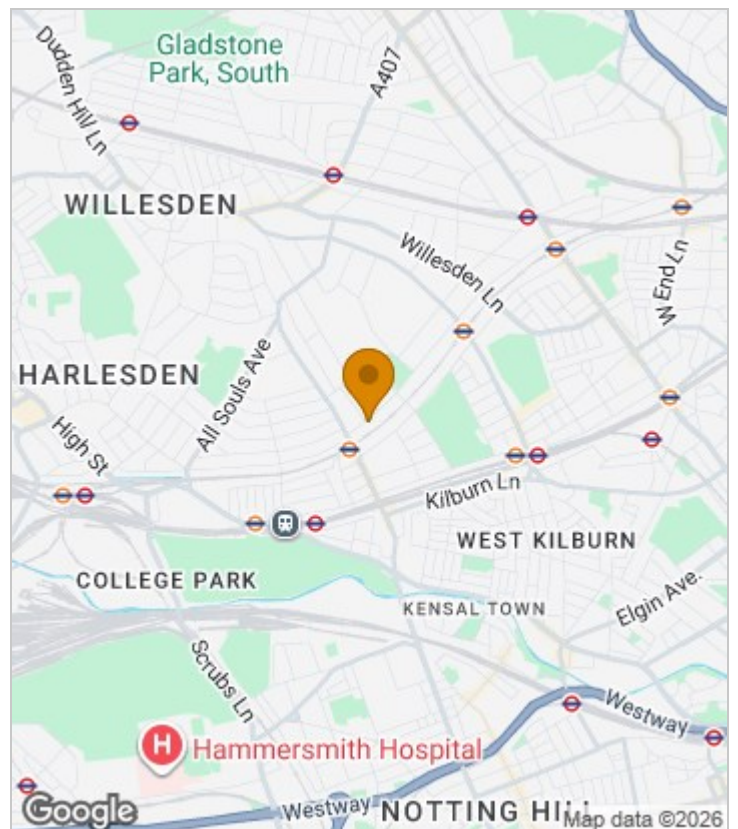 Gladstone
Park, South
Dudden Hill Ln
A407
WILLESDEN
Willesden Ln
W End Ln
HARLESDEN
All Souls Ave
High St
Kilburn Ln
WEST KILBURN
COLLEGE PARK
KENSAL TOWN
Elgin Ave.
Scrubs Ln
Westway
H
Hammersmith Hospital
Westway
NOTTING HILL
Google
Map data ©2026